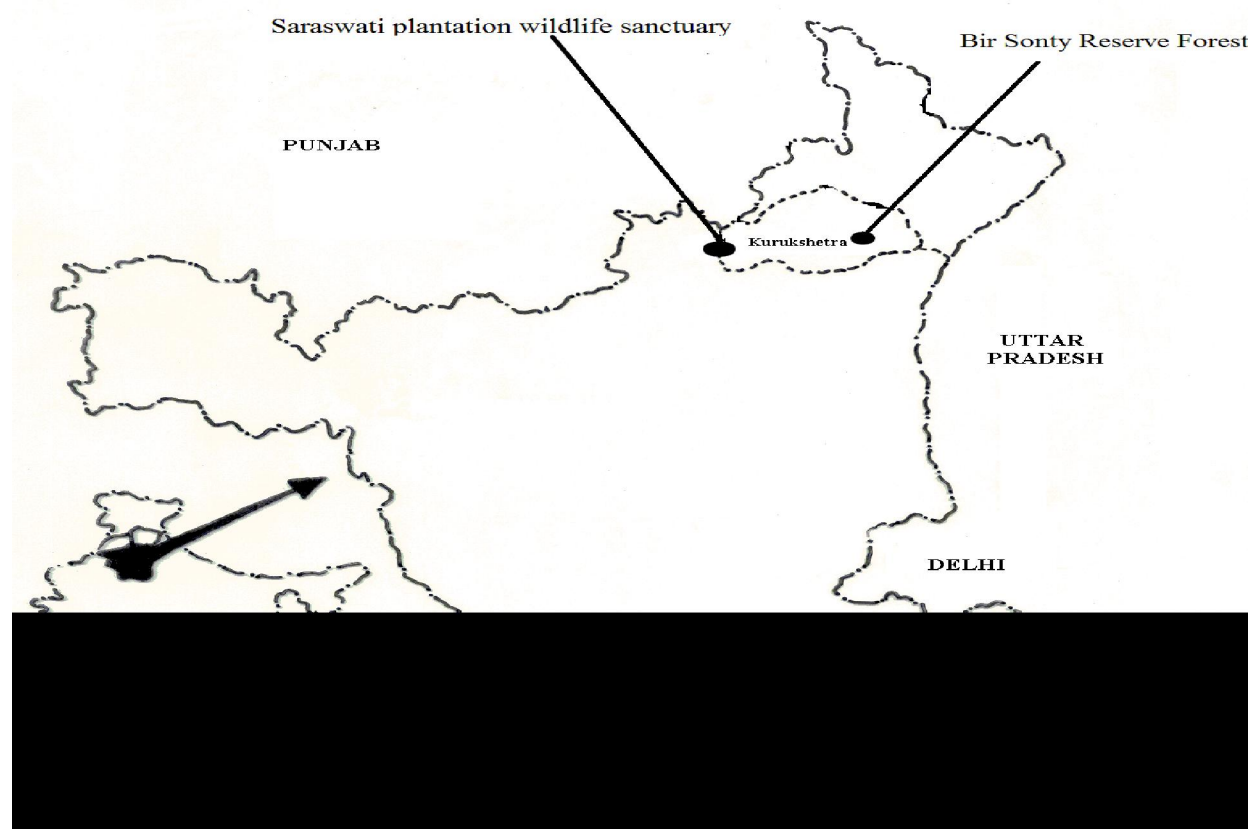 Saraswati plantation wildlife sanctuary
Bir Sonty Reserve Forest
PUNJAB
Kurukshetra
UTTAR
PRADESH
DELHI